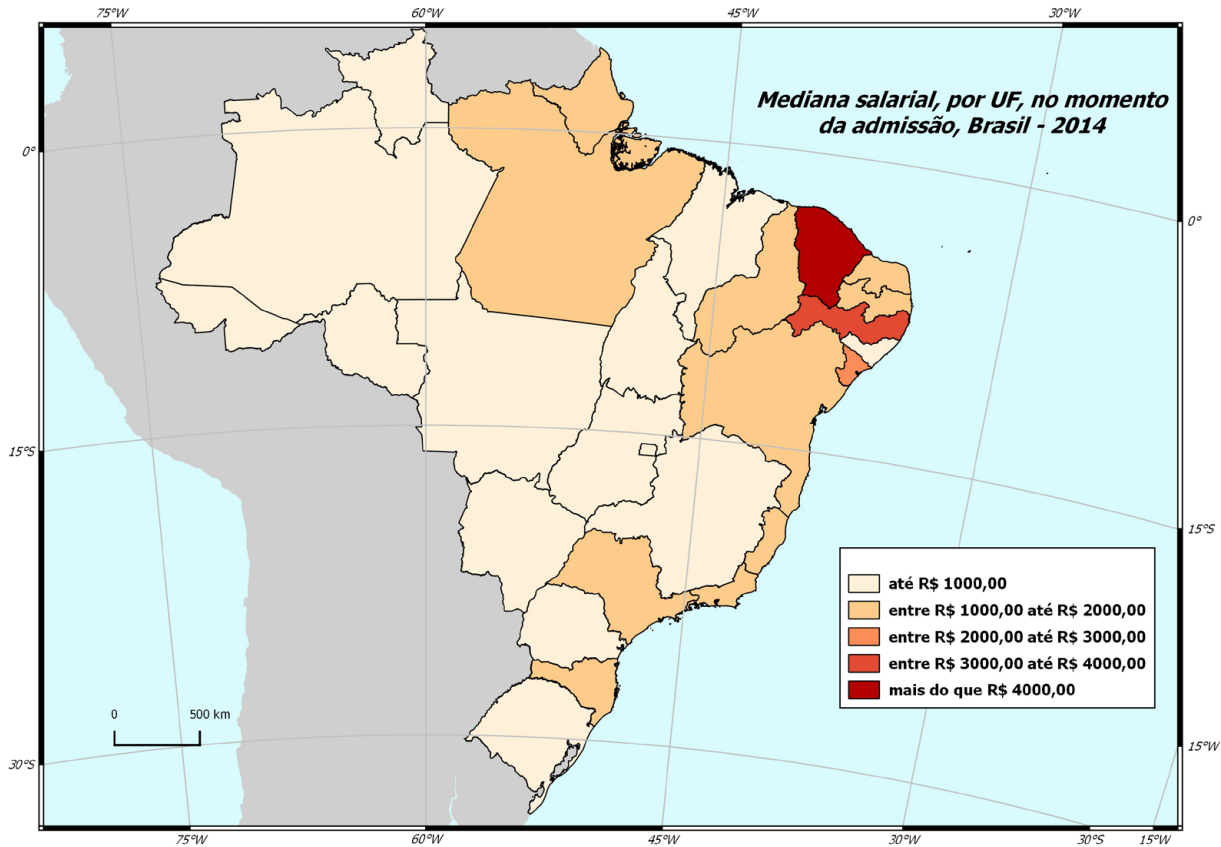 75°W 60°W 45°W 30°W
Mediana salarial, por UF, no momento
da admissão, Brasil - 2014
0°
0°
15°S
15°S
até R$ 1000,00
entre R$ 1000,00 até R$ 2000,00
entre R$ 2000,00 até R$ 3000,00
entre R$ 3000,00 até R$ 4000,00
mais do que R$ 4000,00
0 500 km
15°W
30°S
75°W 60°W 45°W 30°W 30°S 15°W